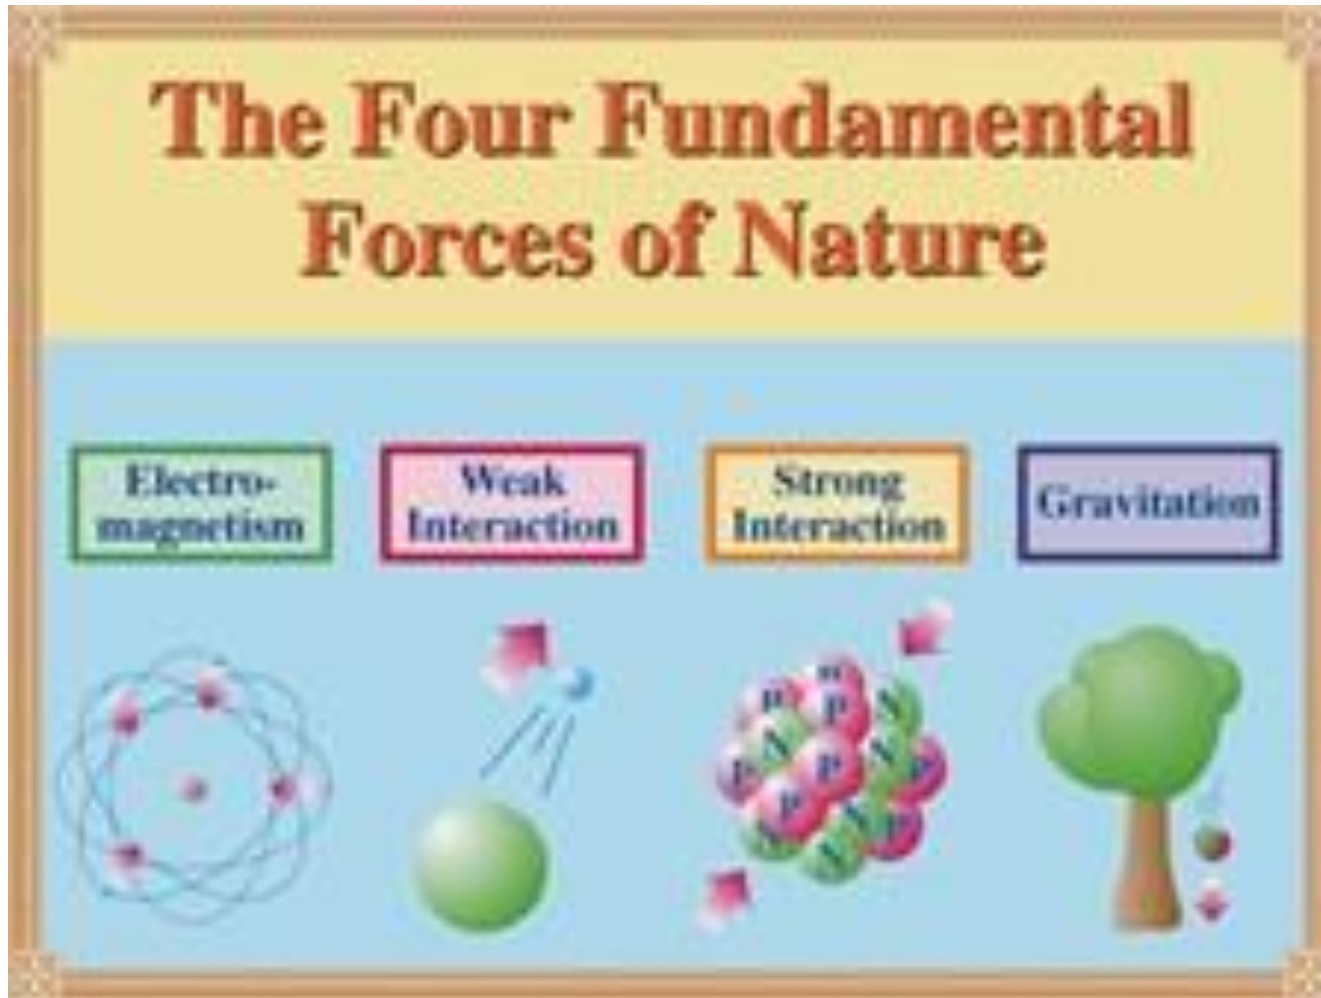 The Four Fundamental
Forces of Nature
Electro-
magnetism
Weak
Interaction
Strong
Interaction
Gravitation
P
P
N
N
N
P
P
P
P
N
N
P
N